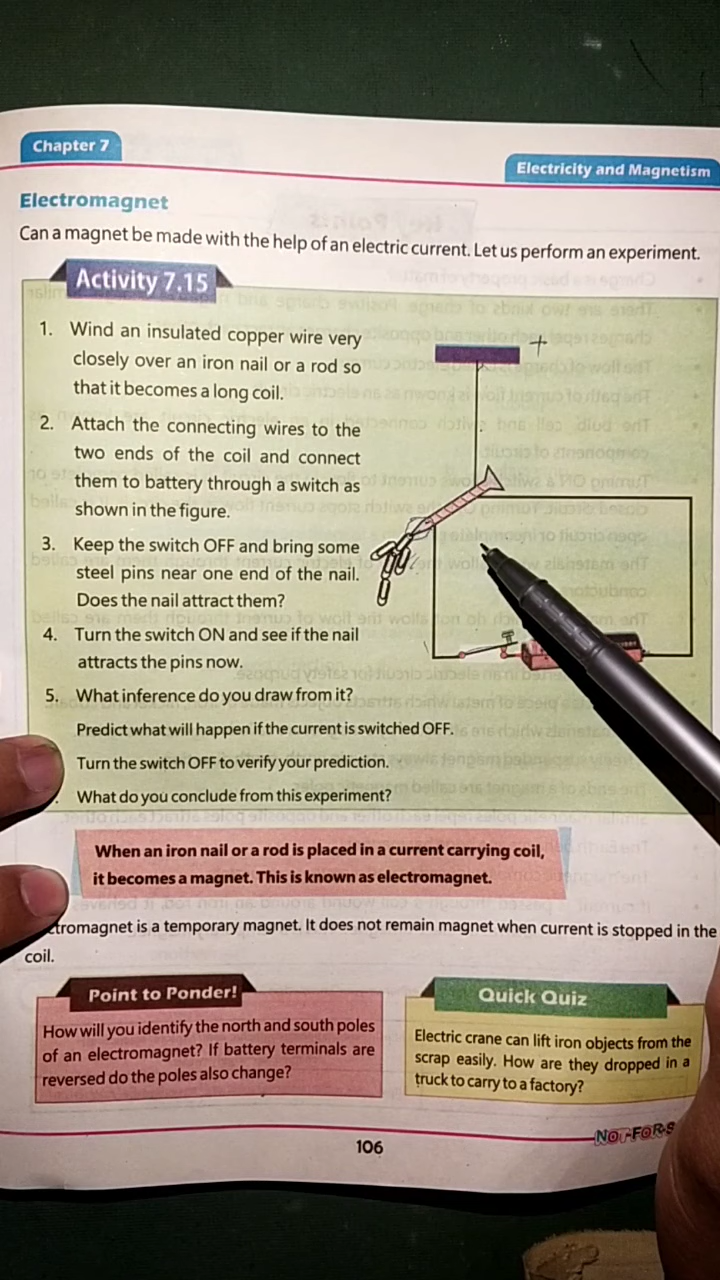 Chapter 7
Electricity and Magnetism
Electromagnet
Can a magnet be made with the help of an electric current. Let us perform an experiment.
Activity 7.15
1. Wind an insulated copper wire very
closely over an iron nail or a rod so
that it becomes a long coil.
2. Attach the connecting wires to the
two ends of the coil and connect
them to battery through a switch as
shown in the figure.
3. Keep the switch OFF and bring some
steel pins near one end of the nail.
Does the nail attract them?
4. Turn the switch ON and see if the nail
attracts the pins now.
5. What inference do you draw from it?
Predict what will happen if the current is switched OFF.
Turn the switch OFF to verify your prediction.
What do you conclude from this experiment?
+
When an iron nail or a rod is placed in a current carrying coil,
it becomes a magnet. This is known as electromagnet.
tromagnet is a temporary magnet. It does not remain magnet when current is stopped in the
coil.
Point to Ponder!
How will you identify the north and south poles
of an electromagnet? If battery terminals are
reversed do the poles also change?
Quick Quiz
Electric crane can lift iron objects from the
scrap easily. How are they dropped in a
truck to carry to a factory?
106
NOT-FOR-S